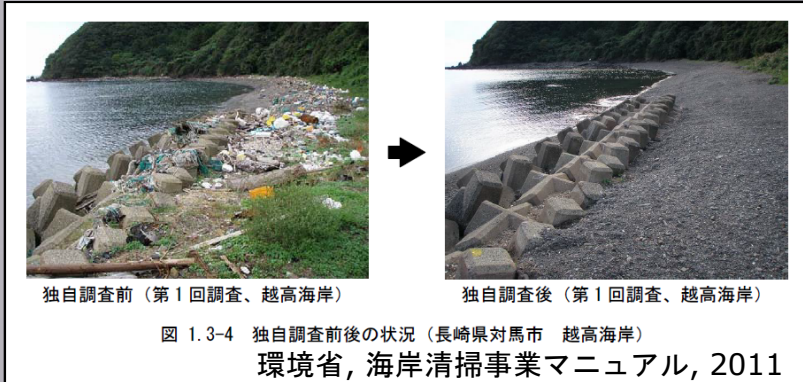 独自調査前（第１回調査、越高海岸）
独自調査後（第１回調査、越高海岸）
図 1.3-4 独自調査前後の状況（長崎県対馬市 越高海岸）
環境省, 海岸清掃事業マニュアル, 2011